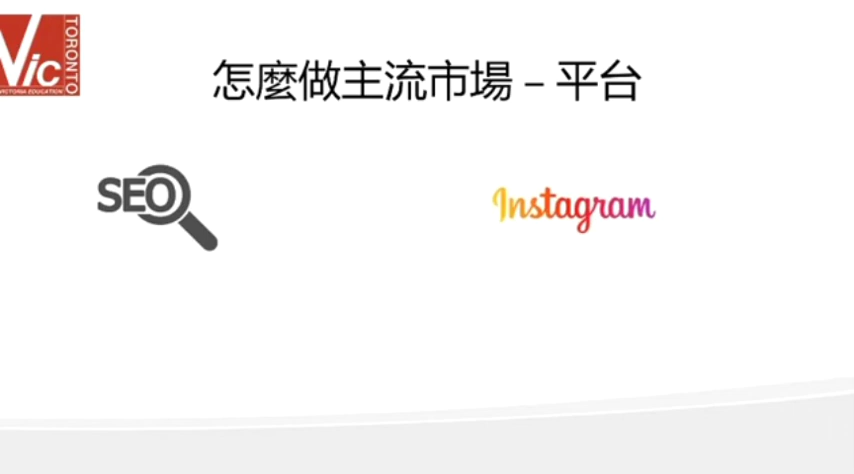 Vic
TORONTO
VICTORIA EDUCATION
怎麼做主流市場 – 平台
SEO
Instagram